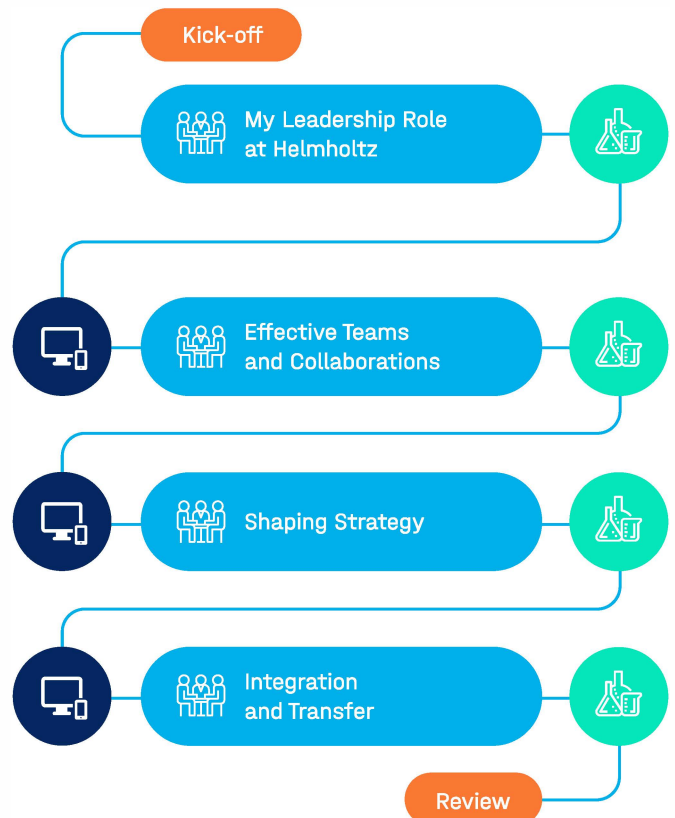 Kick-off
My Leadership Role
at Helmholtz
Effective Teams
and Collaborations
Shaping Strategy
Integration
and Transfer
Review